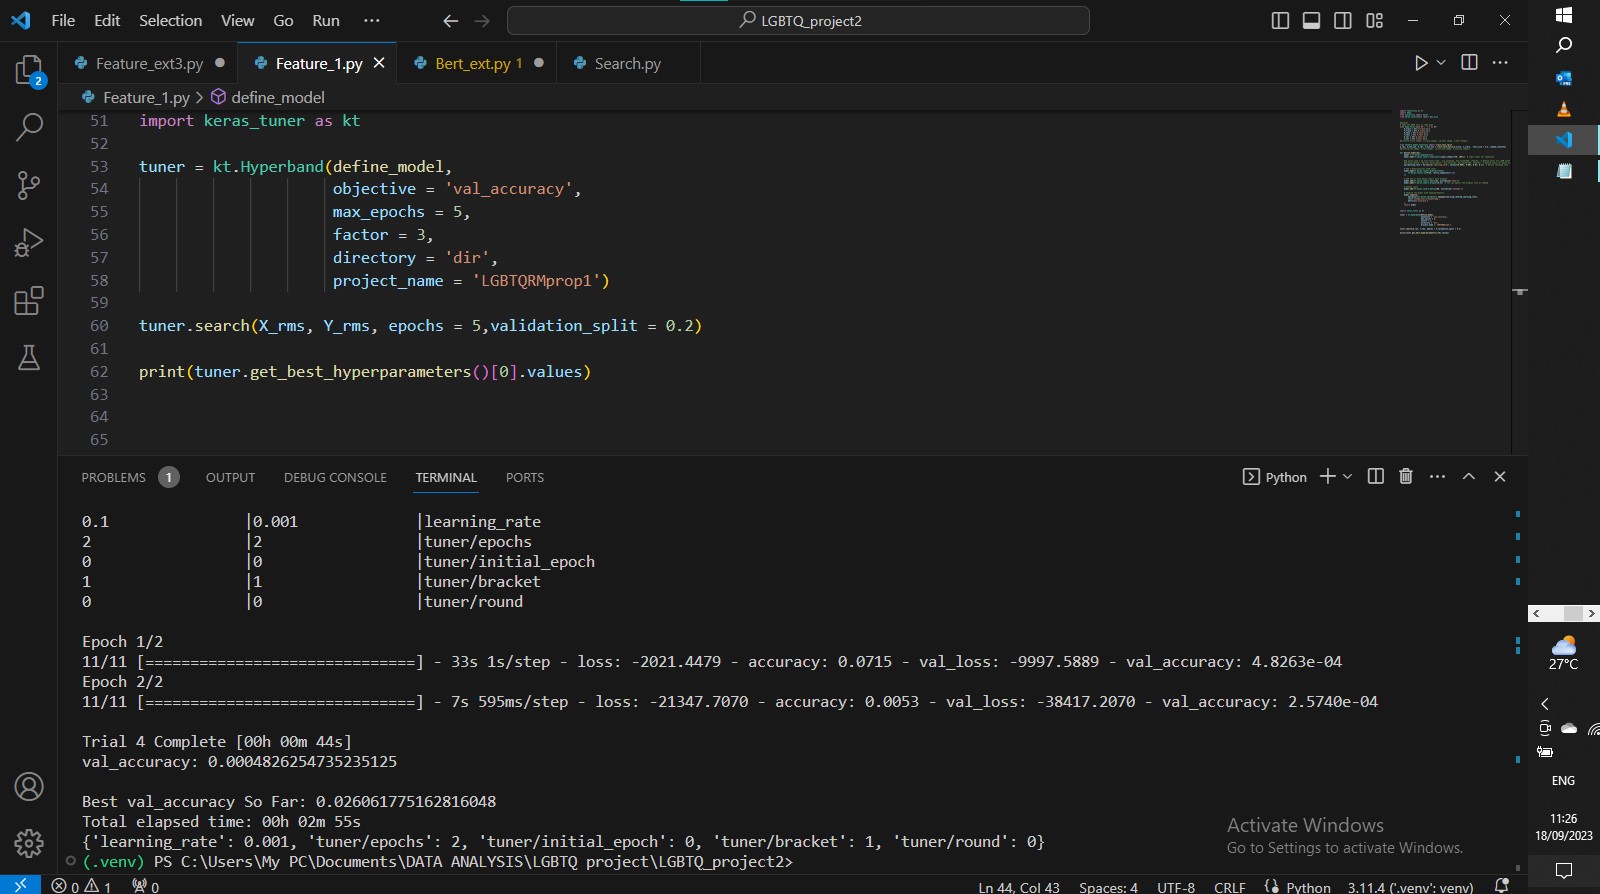 File Edit Selection View Go Run ··· LGBTQ_project2
Feature_ext3.py Feature_1.py Bert_ext.py 1 Search.py
Feature_1.py > define_model
51 import keras_tuner as kt
52
53 tuner = kt.Hyperband(define_model,
54 objective = 'val_accuracy',
55 max_epochs = 5,
56 factor = 3,
57 directory = 'dir',
58 project_name = 'LGBTQRMprop1')
59
60 tuner.search(X_rms, Y_rms, epochs = 5,validation_split = 0.2)
61
62 print(tuner.get_best_hyperparameters()[0].values)
63
64
65
2
PROBLEMS 1 OUTPUT DEBUG CONSOLE TERMINAL PORTS Python
0.1 |0.001 |learning_rate
2 |2 |tuner/epochs
0 |0 |tuner/initial_epoch
1 |1 |tuner/bracket
0 |0 |tuner/round
Epoch 1/2
11/11 [==============================] - 33s 1s/step - loss: -2021.4479 - accuracy: 0.0715 - val_loss: -9997.5889 - val_accuracy: 4.8263e-04
Epoch 2/2
11/11 [==============================] - 7s 595ms/step - loss: -21347.7070 - accuracy: 0.0053 - val_loss: -38417.2070 - val_accuracy: 2.5740e-04
Trial 4 Complete [00h 00m 44s]
val_accuracy: 0.0004826254735235125
Best val_accuracy So Far: 0.026061775162816048
Total elapsed time: 00h 02m 55s
{'learning_rate': 0.001, 'tuner/epochs': 2, 'tuner/initial_epoch': 0, 'tuner/bracket': 1, 'tuner/round': 0}
(.venv) PS C:\Users\My PC\Documents\DATA ANALYSIS\LGBTQ project\LGBTQ_project2>
Activate Windows
Go to Settings to activate Windows.
0 1 0 Ln 44, Col 43 Spaces: 4 UTF-8 CRLF Python 3.11.4 ('.venv': venv)
27°C
ENG
11:26
18/09/2023